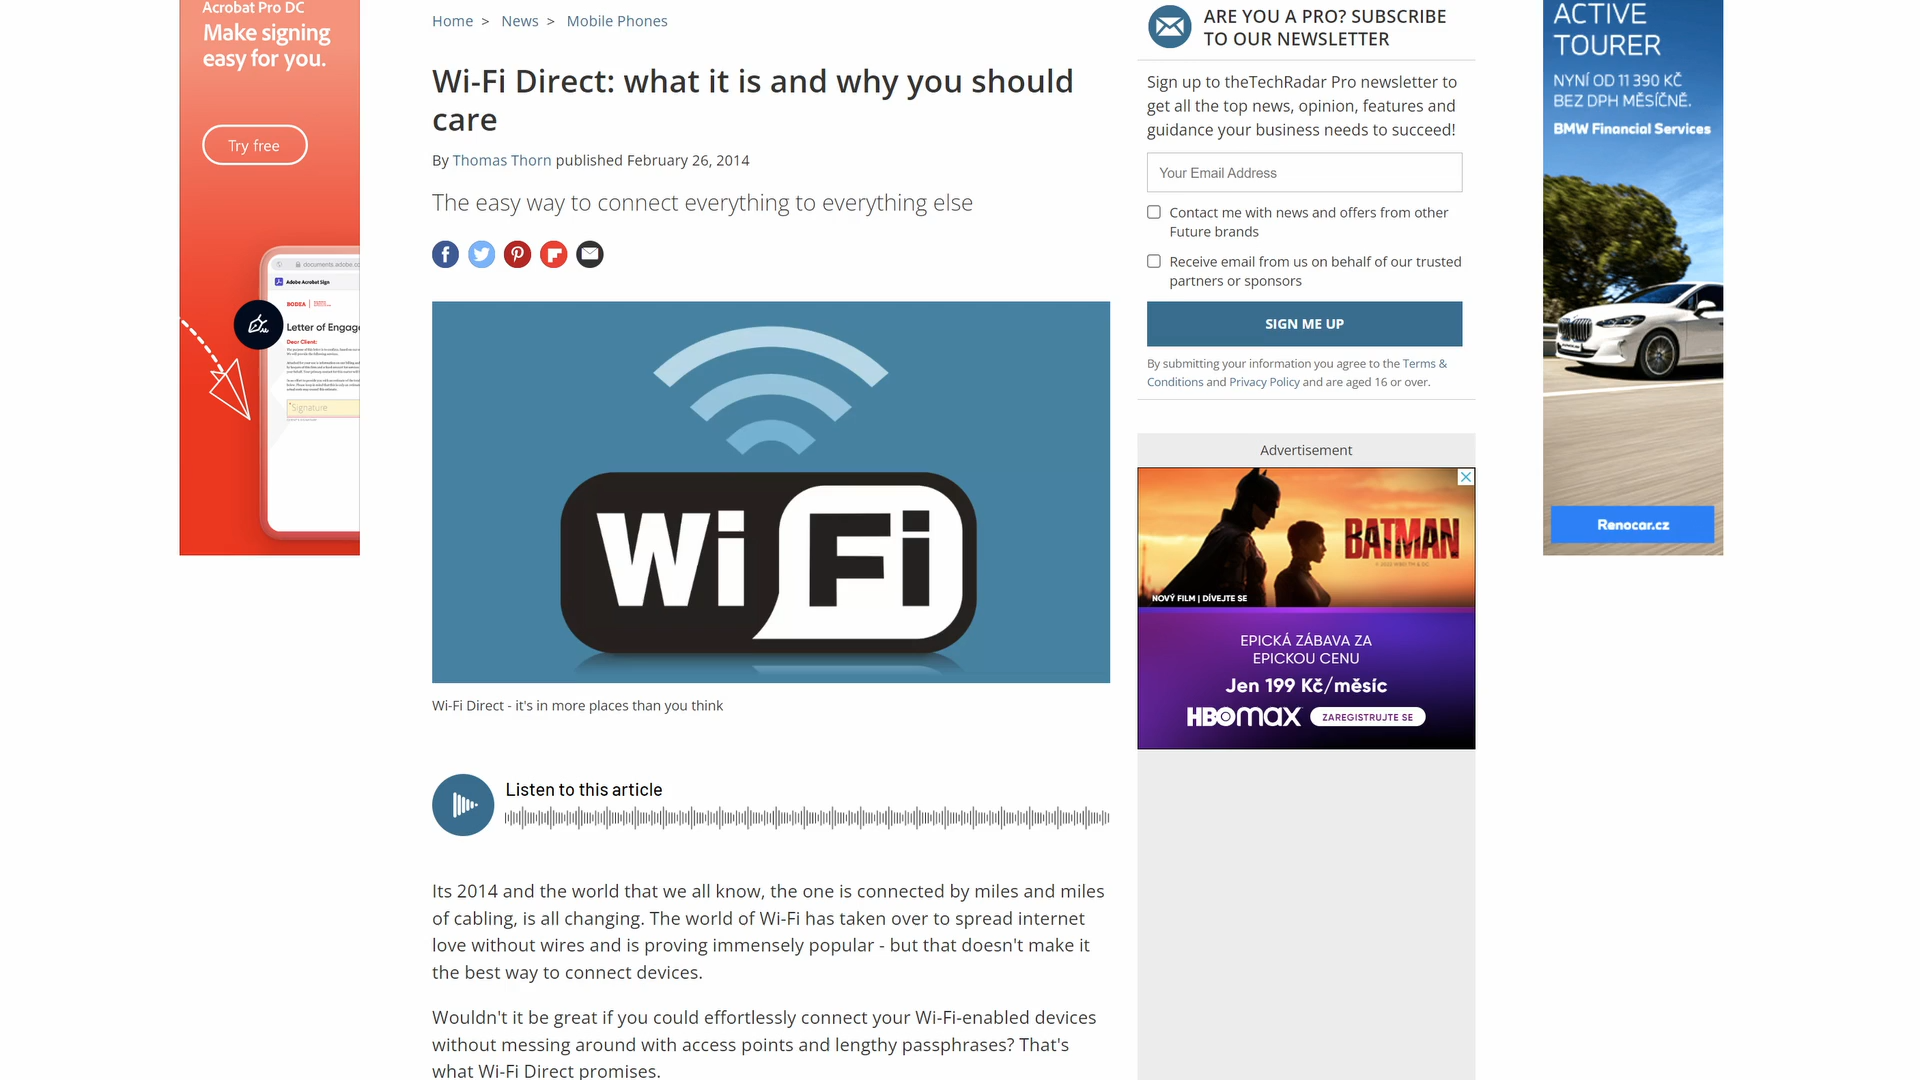 Acrobat Pro DC
Make signing
easy for you.
Try free
documents.adobe.co
Adobe Acrobat Sign
BODEA
Letter of Engage
Dear Client:
Signature
Home > News > Mobile Phones
Wi-Fi Direct: what it is and why you should
care
By Thomas Thorn published February 26, 2014
The easy way to connect everything to everything else
Wi Fi
Wi-Fi Direct - it's in more places than you think
Listen to this article
Its 2014 and the world that we all know, the one is connected by miles and miles
of cabling, is all changing. The world of Wi-Fi has taken over to spread internet
love without wires and is proving immensely popular - but that doesn't make it
the best way to connect devices.
Wouldn't it be great if you could effortlessly connect your Wi-Fi-enabled devices
without messing around with access points and lengthy passphrases? That's
what Wi-Fi Direct promises.
ARE YOU A PRO? SUBSCRIBE
TO OUR NEWSLETTER
Sign up to theTechRadar Pro newsletter to
get all the top news, opinion, features and
guidance your business needs to succeed!
Your Email Address
Contact me with news and offers from other
Future brands
Receive email from us on behalf of our trusted
partners or sponsors
SIGN ME UP
By submitting your information you agree to the Terms &
Conditions and Privacy Policy and are aged 16 or over.
Advertisement
BATMAN
NOVÝ FILM | DÍVEJTE SE
EPICKÁ ZÁBAVA ZA
EPICKOU CENU
Jen 199 Kč/měsíc
HBOMAX
ZAREGISTRUJTE SE
ACTIVE
TOURER
NYNÍ OD 11 390 KČ
BEZ DPH MĚSÍČNĚ.
BMW Financial Services
Renocar.cz